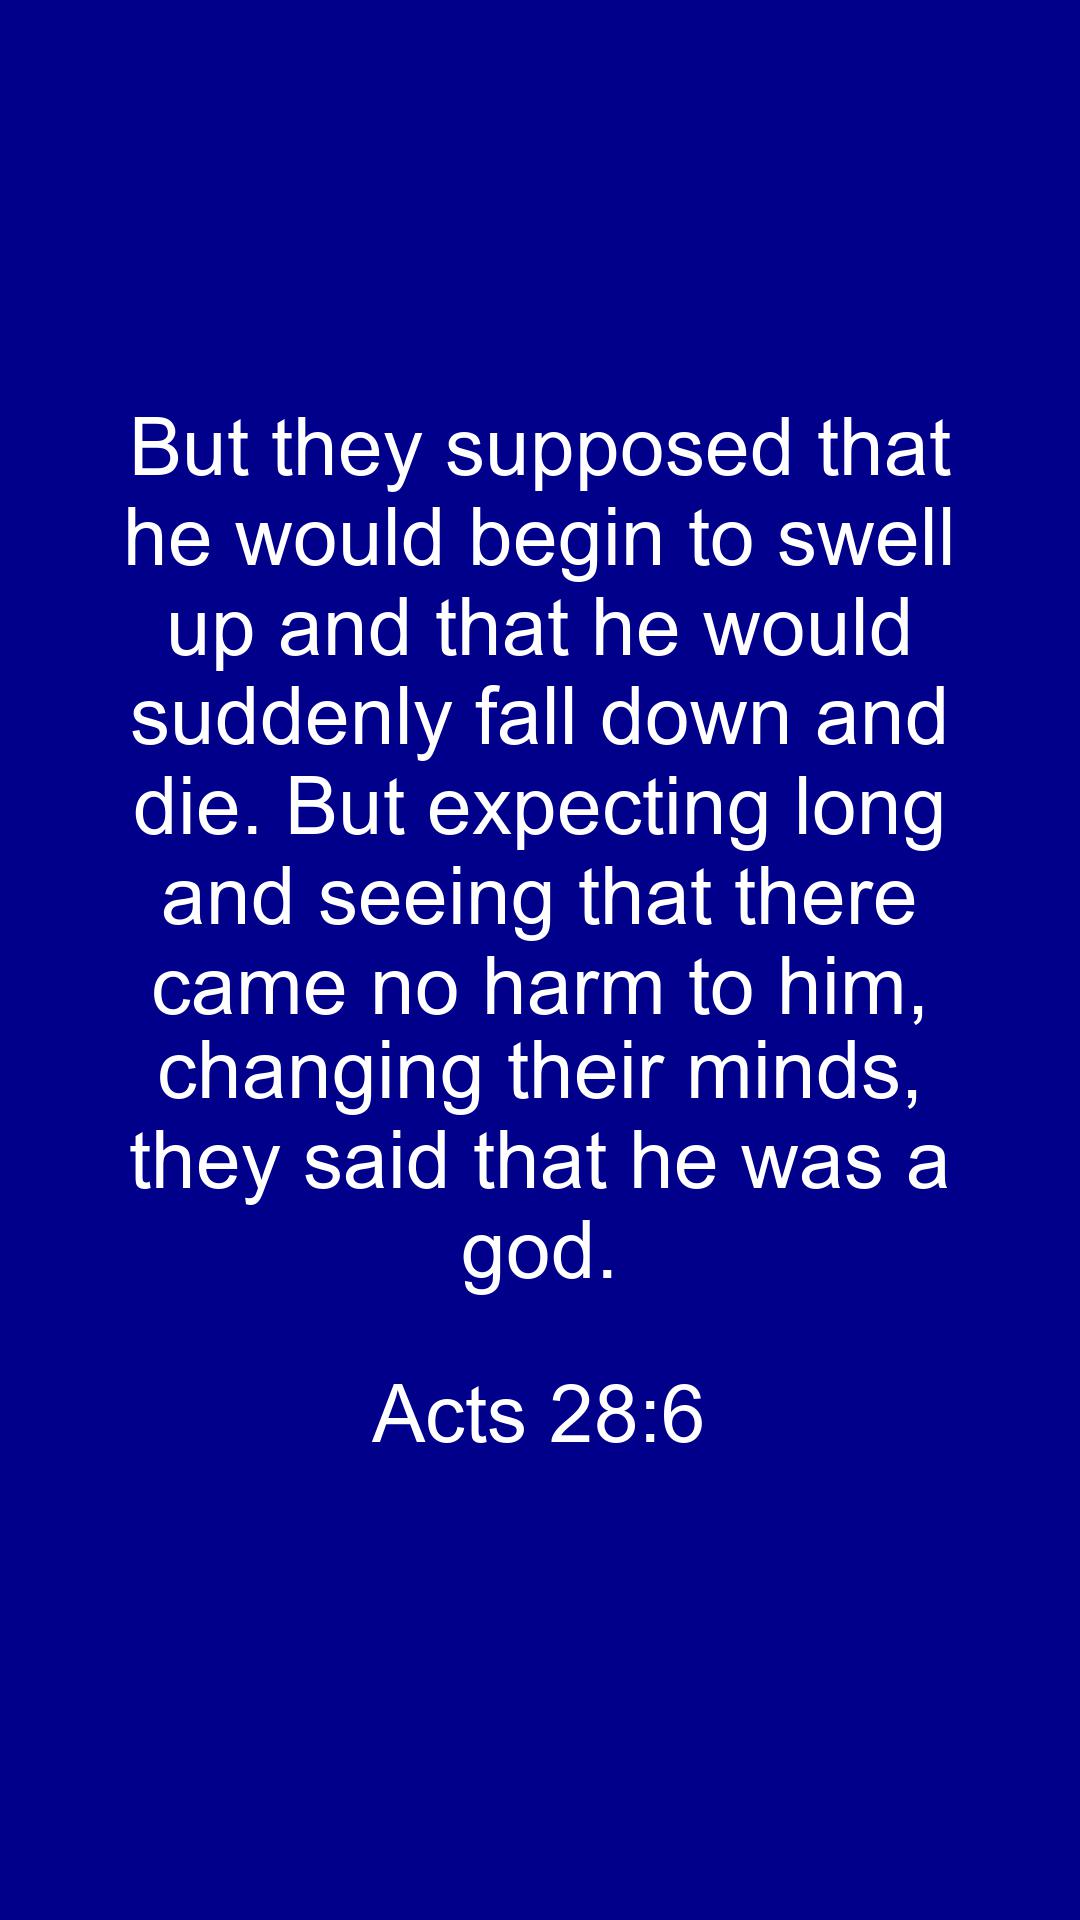 But they supposed that
he would begin to swell
up and that he would
suddenly fall down and
die. But expecting long
and seeing that there
came no harm to him,
changing their minds,
they said that he was a
god.
Acts 28:6